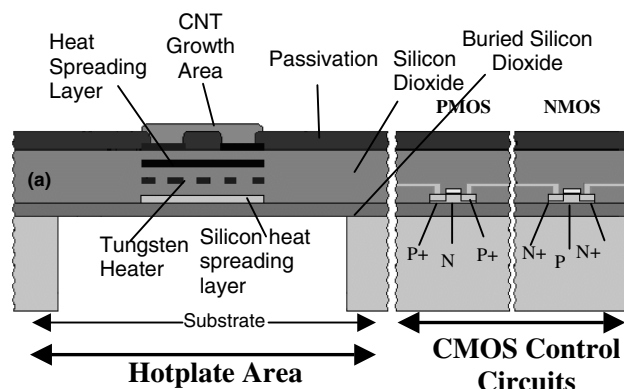 CNT
Growth
Area
Heat
Spreading
Layer
Passivation
Silicon
Dioxide
Buried Silicon
Dioxide
PMOS
NMOS
(a)
Tungsten
Heater
Silicon heat
spreading
layer
P+
N
P+
N+
P
N+
Substrate
Hotplate Area
CMOS Control
Circuits